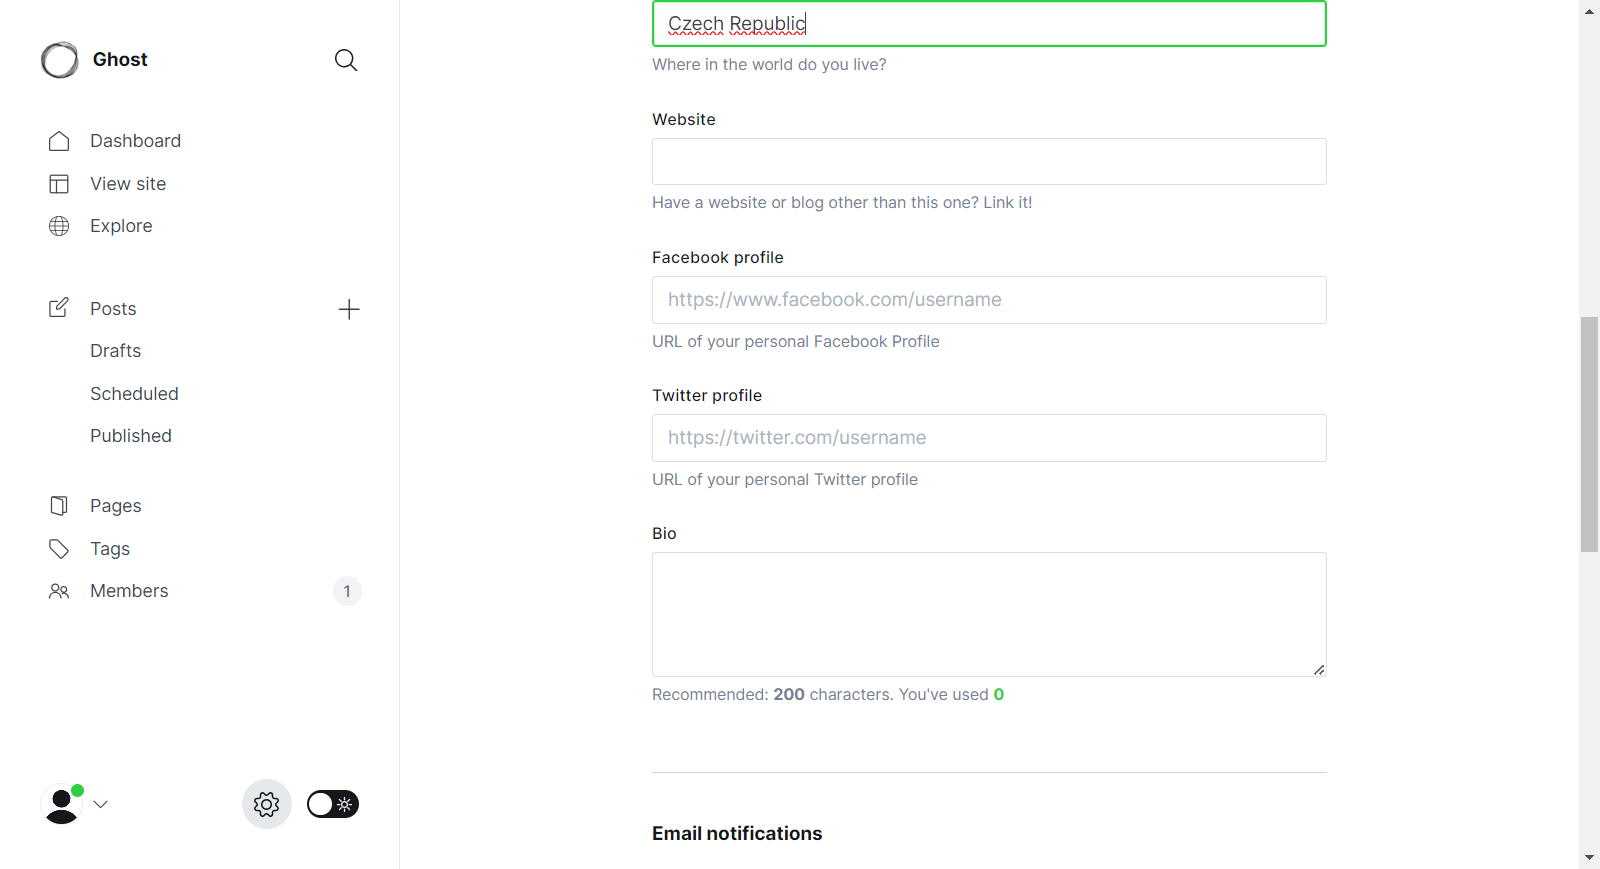 Ghost
Dashboard
View site
Explore
Posts
Drafts
Scheduled
Published
Pages
Tags
Members
1
Czech Republic
Where in the world do you live?
Website
Have a website or blog other than this one? Link it!
Facebook profile
https://www.facebook.com/username
URL of your personal Facebook Profile
Twitter profile
https://twitter.com/username
URL of your personal Twitter profile
Bio
Recommended: 200 characters. You've used 0
Email notifications